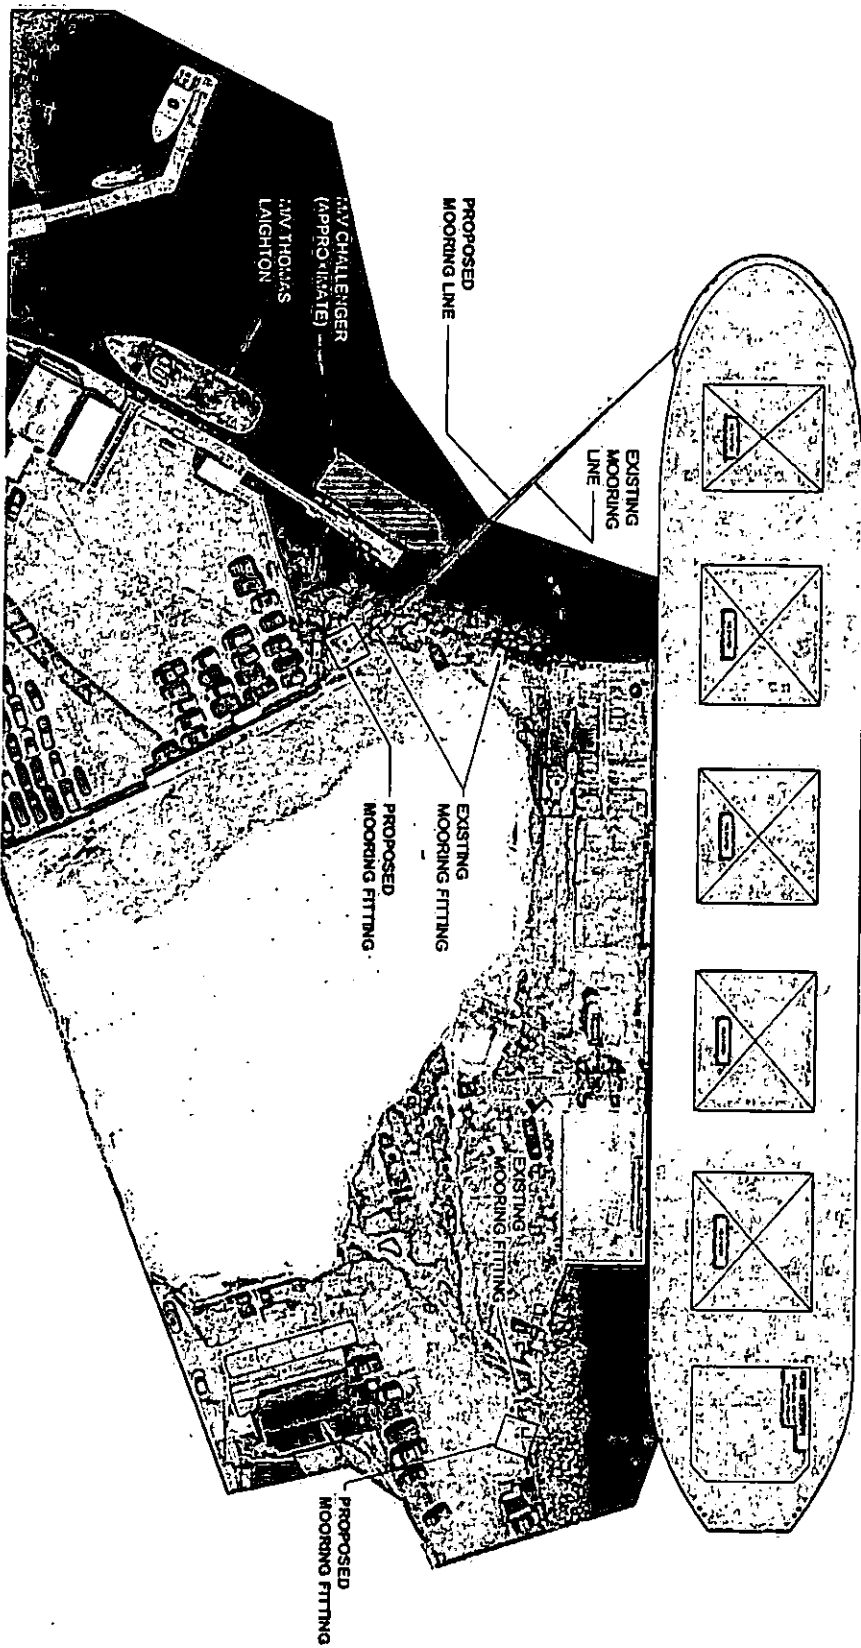 PROPOSED
MOORING LINE
EXISTING
MOORING
LINE
M/V CHALLENGER
(APPROXIMATE)
M/V THOMAS
LAIGHTON
EXISTING
MOORING FITTING
PROPOSED
MOORING FITTING
EXISTING
MOORING FITTING
PROPOSED
MOORING FITTING